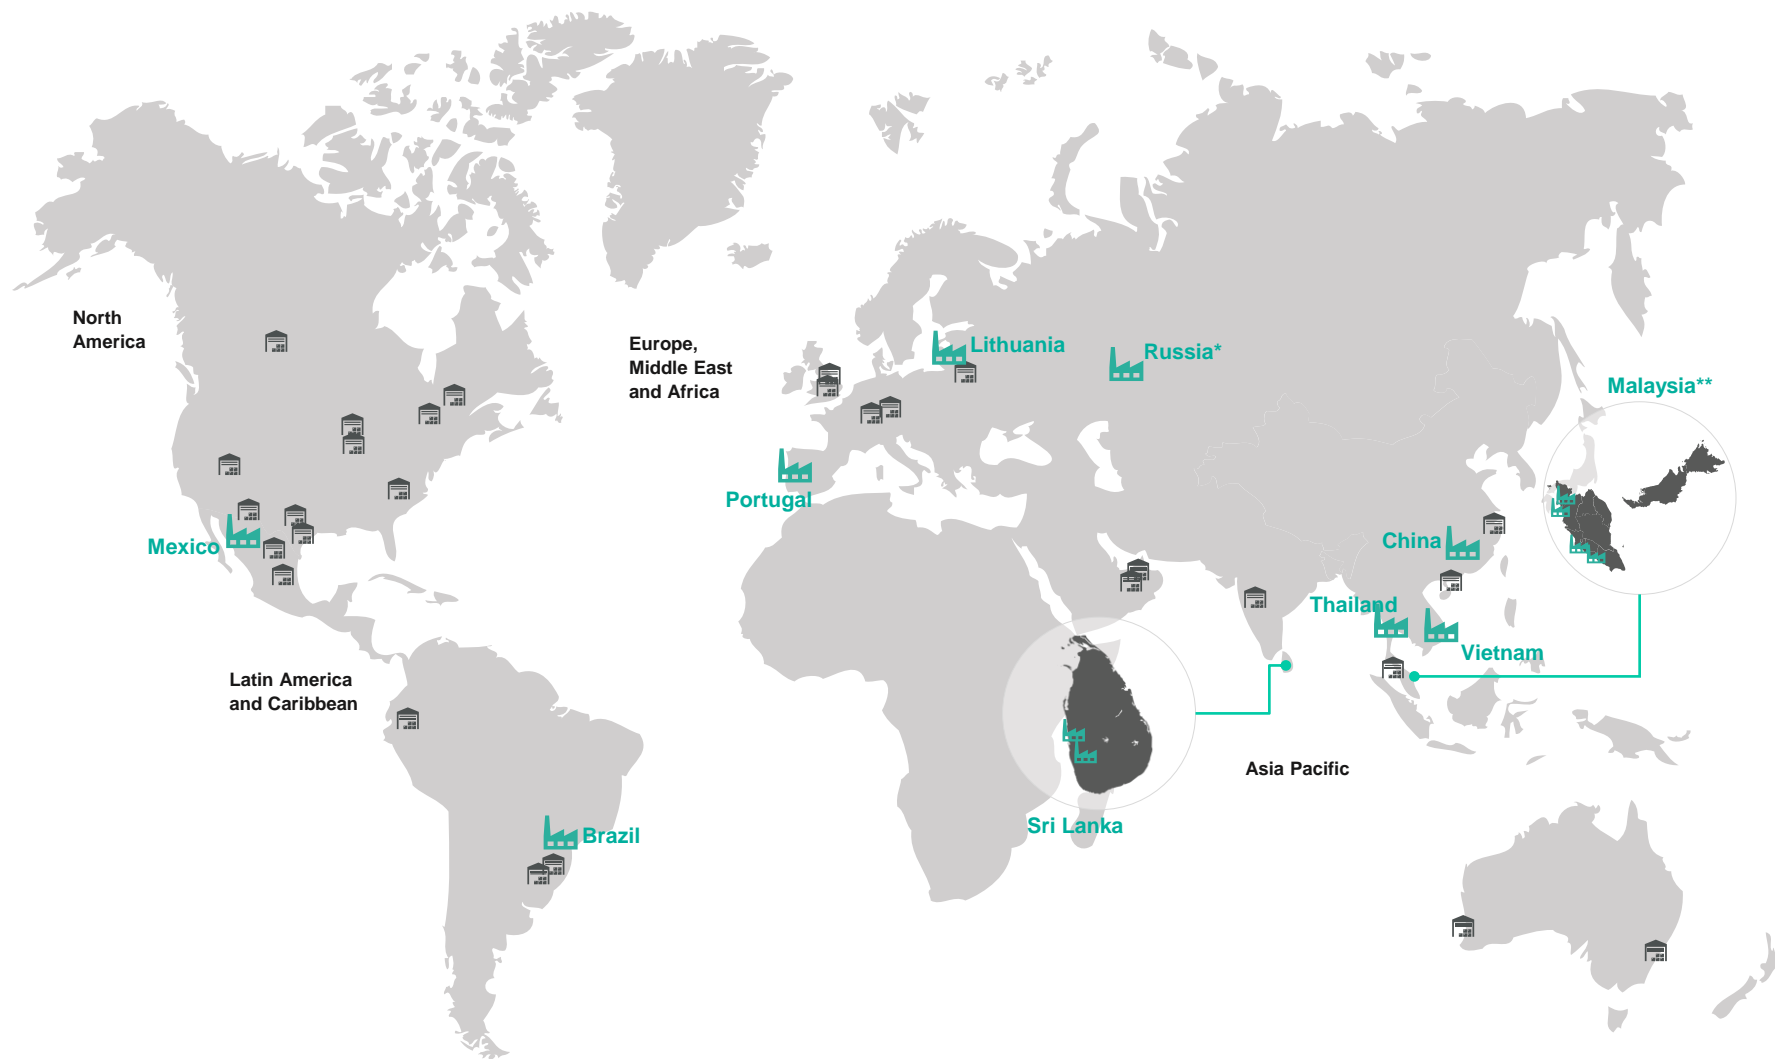 North
America
Europe,
Middle East
and Africa
Lithuania
Russia*
Malaysia**
Portugal
Mexico
China
Thailand
Vietnam
Latin America
and Caribbean
Asia Pacific
Sri Lanka
Brazil